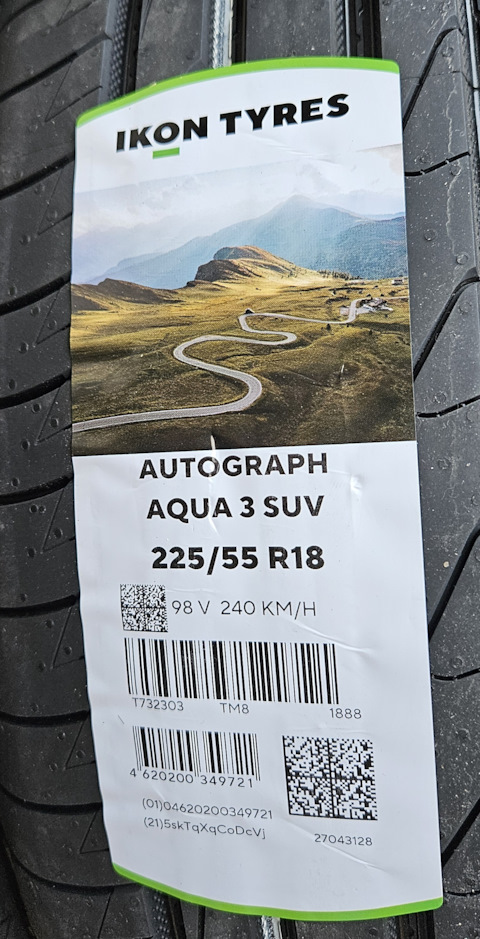 IKON TYRES
AUTOGRAPH
AQUA 3 SUV
225/55 R18
98 V 240 KM/H
T732303 TM8 1888
4 620200 349721
(01)04620200349721
(21)5skTqXqCoDcVj
27043128